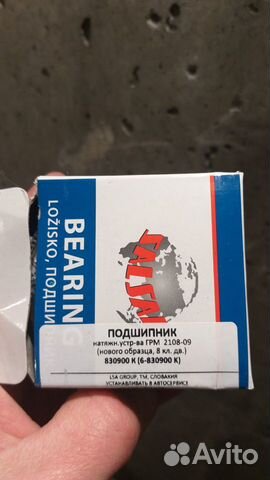 BEARING
LOŽISKO, ПОДШИПНИК
ПОДШИПНИК
натяжн.устр-ва ГРМ 2108-09
(нового образца, 8 кл. дв.)
830900 К (6-830900 К)
LSA GROUP, TM, СЛОВАКИЯ
УСТАНАВЛИВАТЬ В АВТОСЕРВИСЕ
Avito